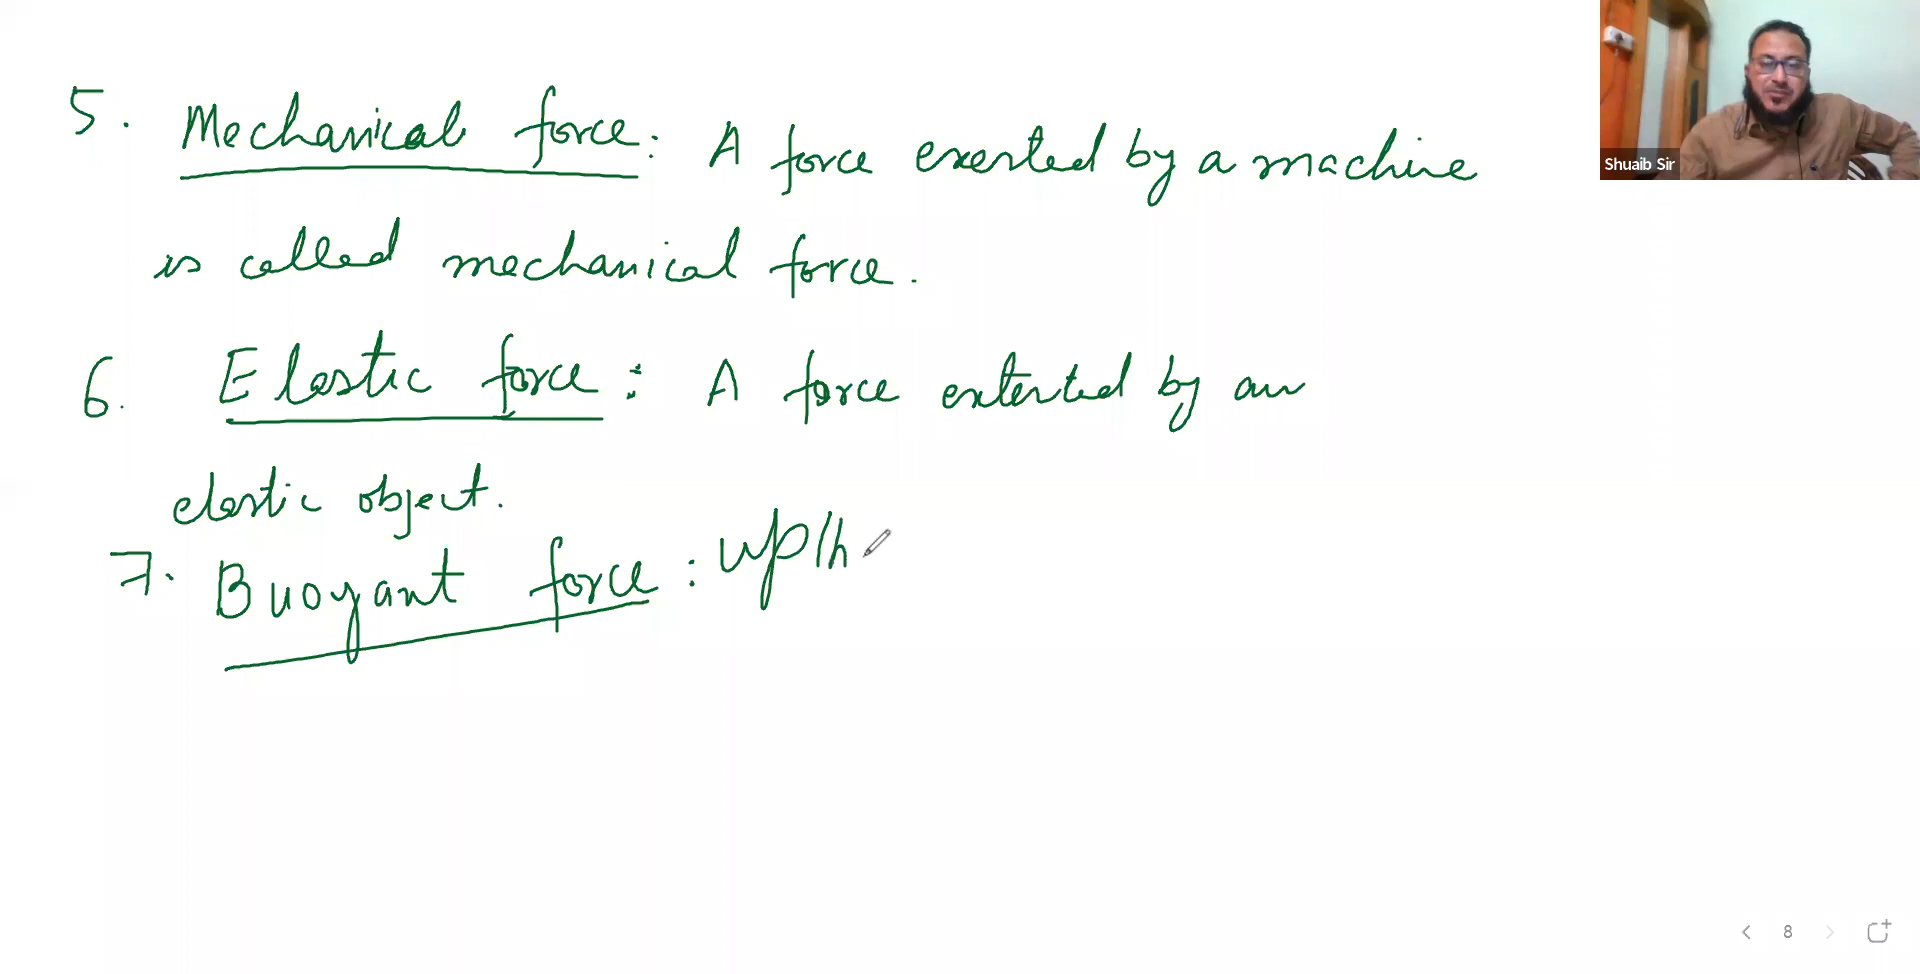 5. Mechanical force: A force exerted by a machine
is called mechanical force.
6. Elastic force: A force extented by an
elastic object.
7. Buoyant force: upth
Shuaib Sir
8